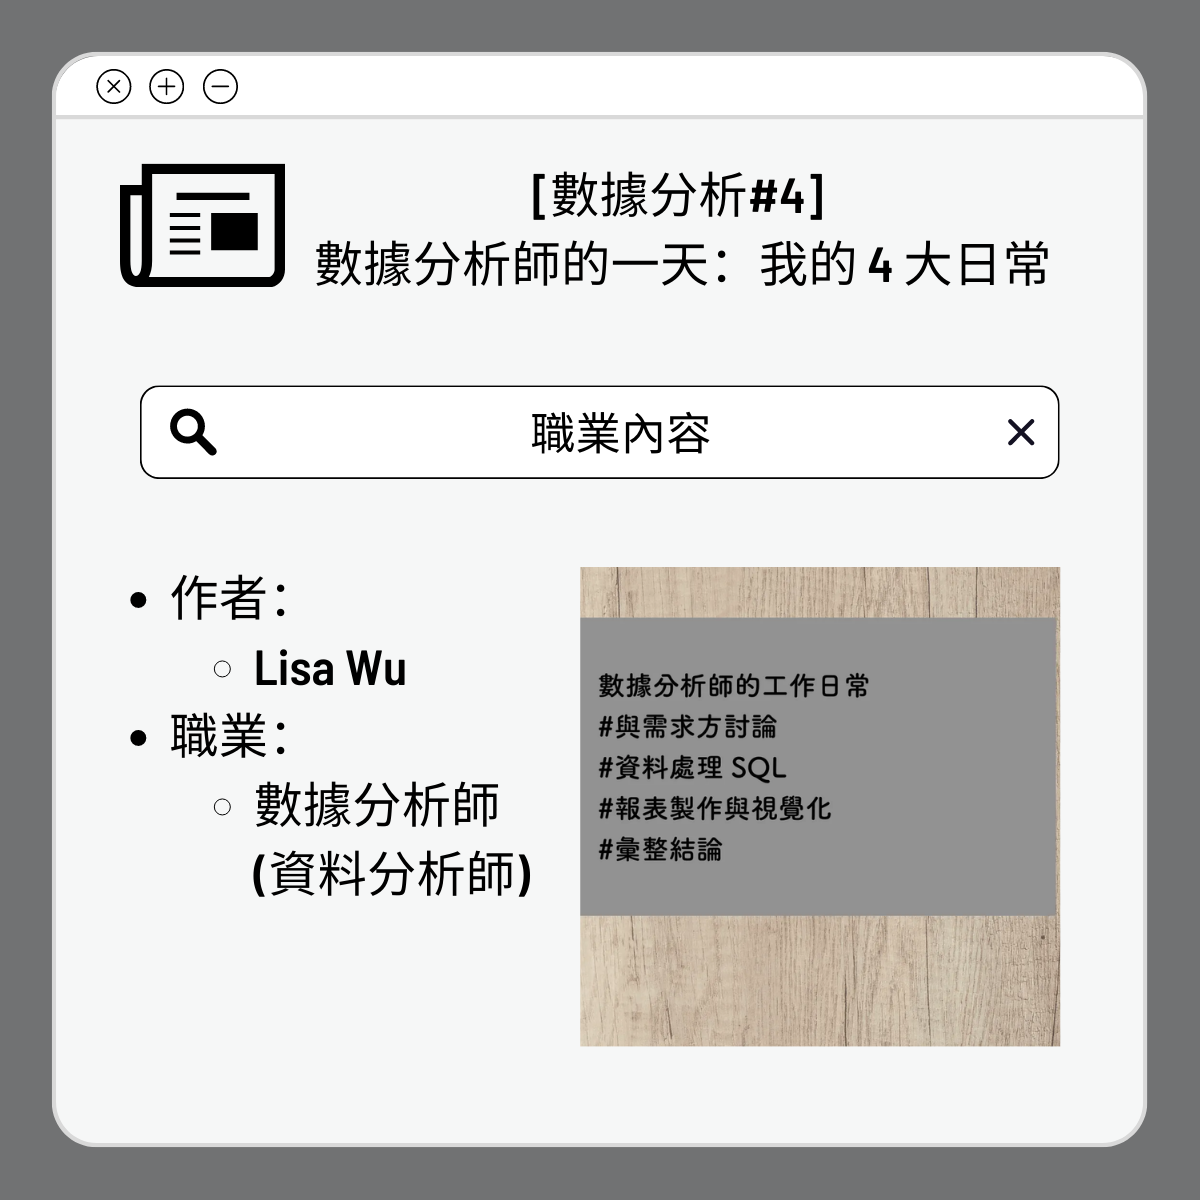 [數據分析#4]
數據分析師的一天：我的 4 大日常
職業內容
作者：
Lisa Wu
職業：
數據分析師
(資料分析師)
數據分析師的工作日常
#與需求方討論
#資料處理 SQL
#報表製作與視覺化
#彙整結論